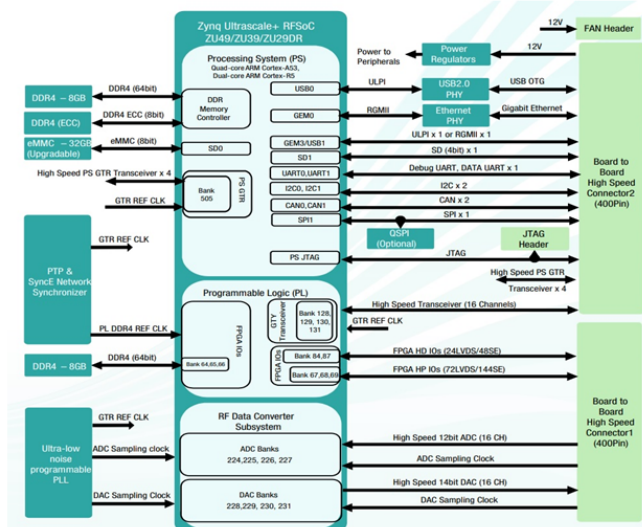 Zynq Ultrascale+ RFSoC
ZU49/ZU39/ZU29DR
Processing System (PS)
Quad-core ARM Cortex-A53,
Dual-core ARM Cortex-R5
DDR4 – 8GB
DDR4 (64bit)
DDR4 (ECC)
DDR4 ECC (8bit)
DDR
Memory
Controller
eMMC – 32GB
(Upgradable)
eMMC (8bit)
SD0
High Speed PS GTR Transceiver x 4
GTR REF CLK
Bank
505
PS GTR
USB0
GEM0
GEM3/USB1
SD1
UART0,UART1
I2C0, I2C1
CAN0,CAN1
SPI1
PS JTAG
12V
FAN Header
Power to
Peripherals
Power
Regulators
12V
ULPI
USB2.0
PHY
USB OTG
RGMII
Ethernet
PHY
Gigabit Ethernet
ULPI x 1 or RGMII x 1
SD (4bit) x 1
Debug UART, DATA UART x 1
I2C x 2
CAN x 2
SPI x 1
QSPI
(Optional)
JTAG
Header
JTAG
High Speed PS GTR
Transceiver x 4
Board to
Board
High Speed
Connector2
(400Pin)
PTP &
SyncE Network
Synchronizer
GTR REF CLK
PL DDR4 REF CLK
DDR4 – 8GB
DDR4 (64bit)
Programmable Logic (PL)
FPGA IOs
Bank 64,65,66
GTY
Transceiver
Bank 128,
129, 130,
131
FPGA IOs
Bank 84,87
Bank 67,68,69
High Speed Transceiver (16 Channels)
GTR REF CLK
FPGA HD IOs (24LVDS/48SE)
FPGA HP IOs (72LVDS/144SE)
Board to
Board
High Speed
Connector1
(400Pin)
Ultra-low
noise
programmable
PLL
GTR REF CLK
ADC Sampling clock
DAC Sampling Clock
RF Data Converter
Subsystem
ADC Banks
224,225, 226, 227
DAC Banks
228,229, 230, 231
High Speed 12bit ADC (16 CH)
ADC Sampling Clock
High Speed 14bit DAC (16 CH)
DAC Sampling Clock